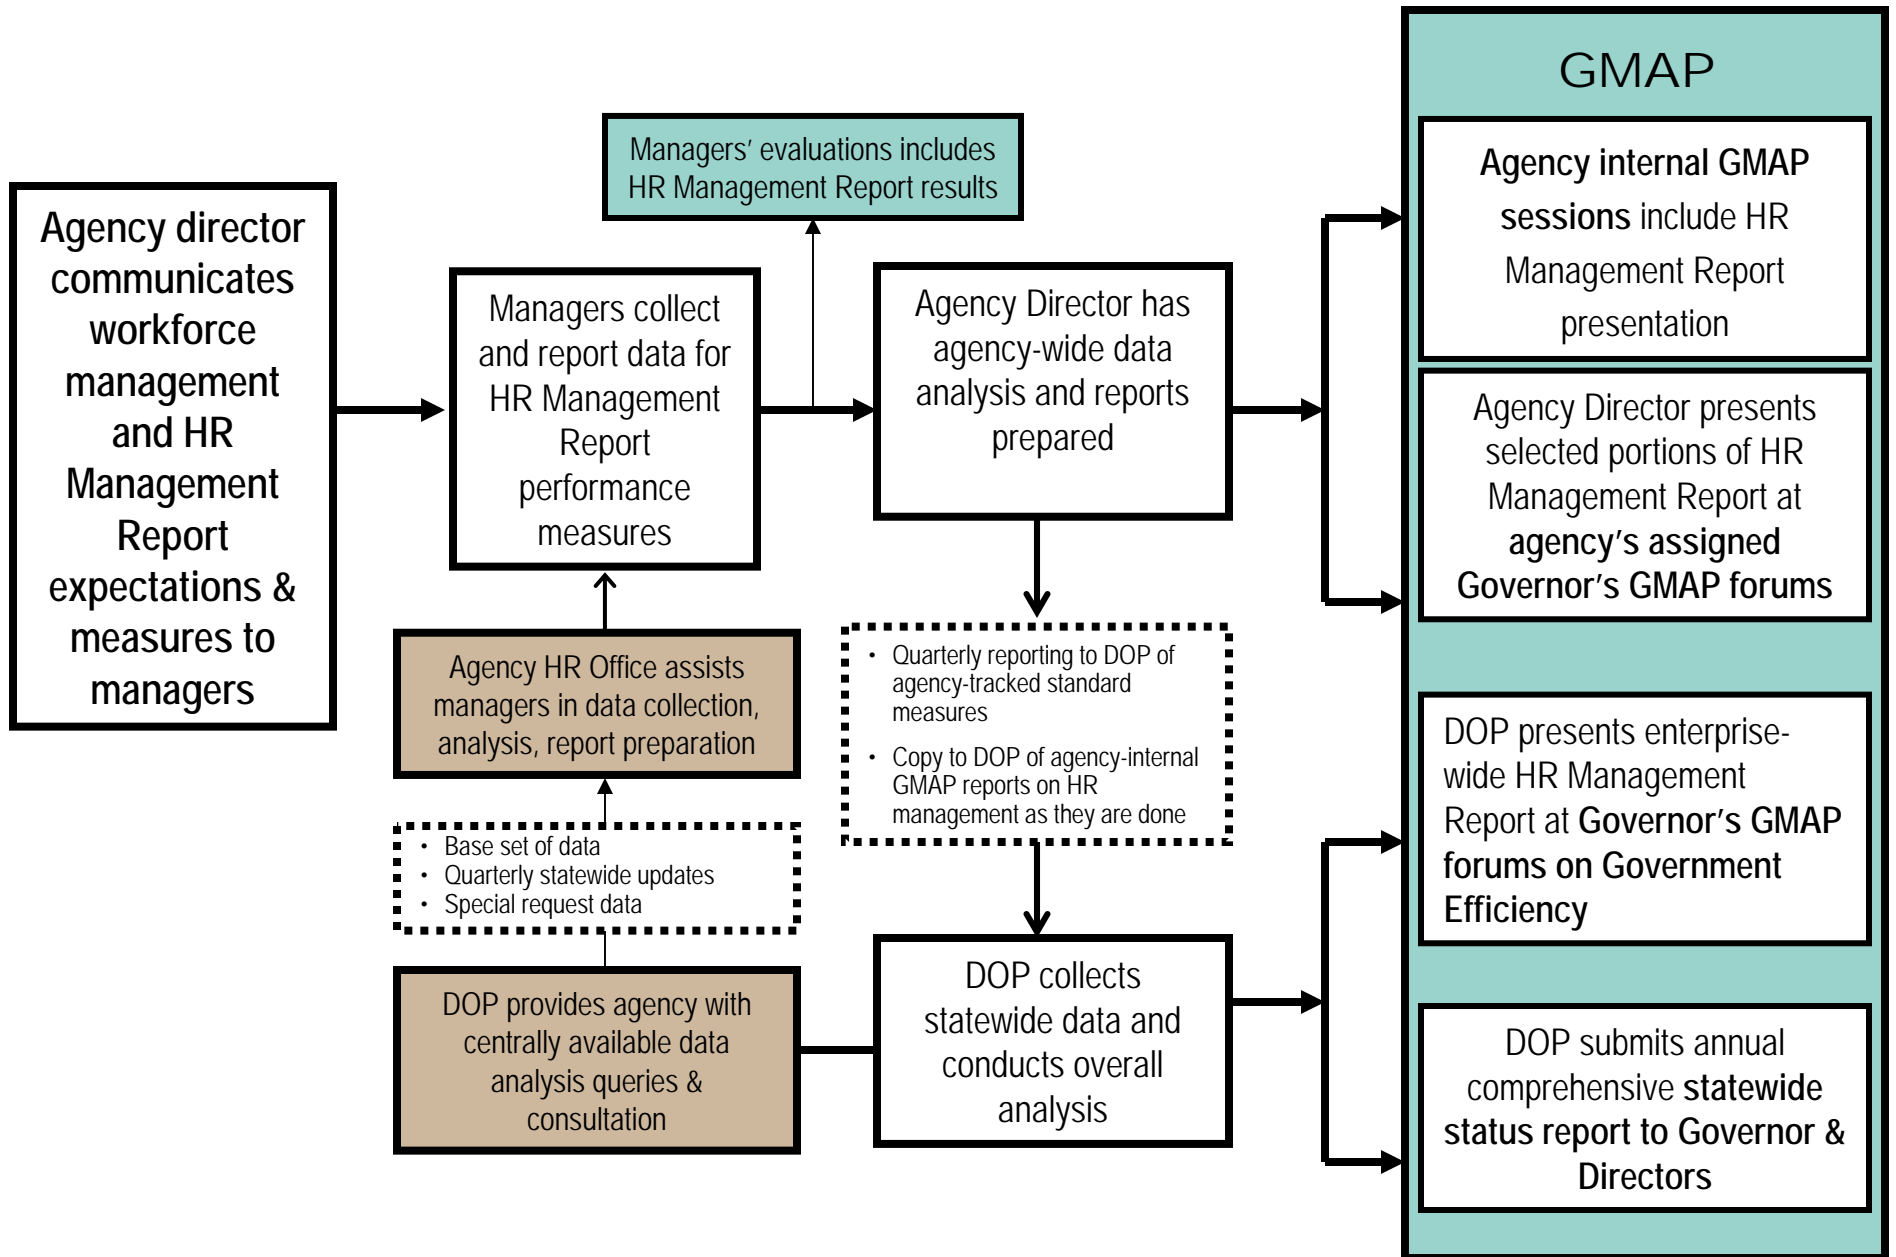 Agency director
communicates
workforce
management
and HR
Management
Report
expectations &
measures to
managers
Managers' evaluations includes
HR Management Report results
Managers collect
and report data for
HR Management
Report
performance
measures
Agency HR Office assists
managers in data collection,
analysis, report preparation
• Base set of data
• Quarterly statewide updates
• Special request data
DOP provides agency with
centrally available data
analysis queries &
consultation
Agency Director has
agency-wide data
analysis and reports
prepared
• Quarterly reporting to DOP of
agency-tracked standard
measures
• Copy to DOP of agency-internal
GMAP reports on HR
management as they are done
DOP collects
statewide data and
conducts overall
analysis
GMAP
Agency internal GMAP
sessions include HR
Management Report
presentation
Agency Director presents
selected portions of HR
Management Report at
agency's assigned
Governor's GMAP forums
DOP presents enterprise-
wide HR Management
Report at Governor's GMAP
forums on Government
Efficiency
DOP submits annual
comprehensive statewide
status report to Governor &
Directors